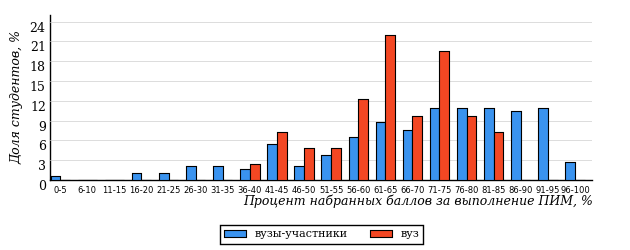 Доля студентов, %
24
21
18
15
12
9
6
3
0
0-5 6-10 11-15 16-20 21-25 26-30 31-35 36-40 41-45 46-50 51-55 56-60 61-65 66-70 71-75 76-80 81-85 86-90 91-95 96-100
Процент набранных баллов за выполнение ПИМ, %
вузы-участники вуз